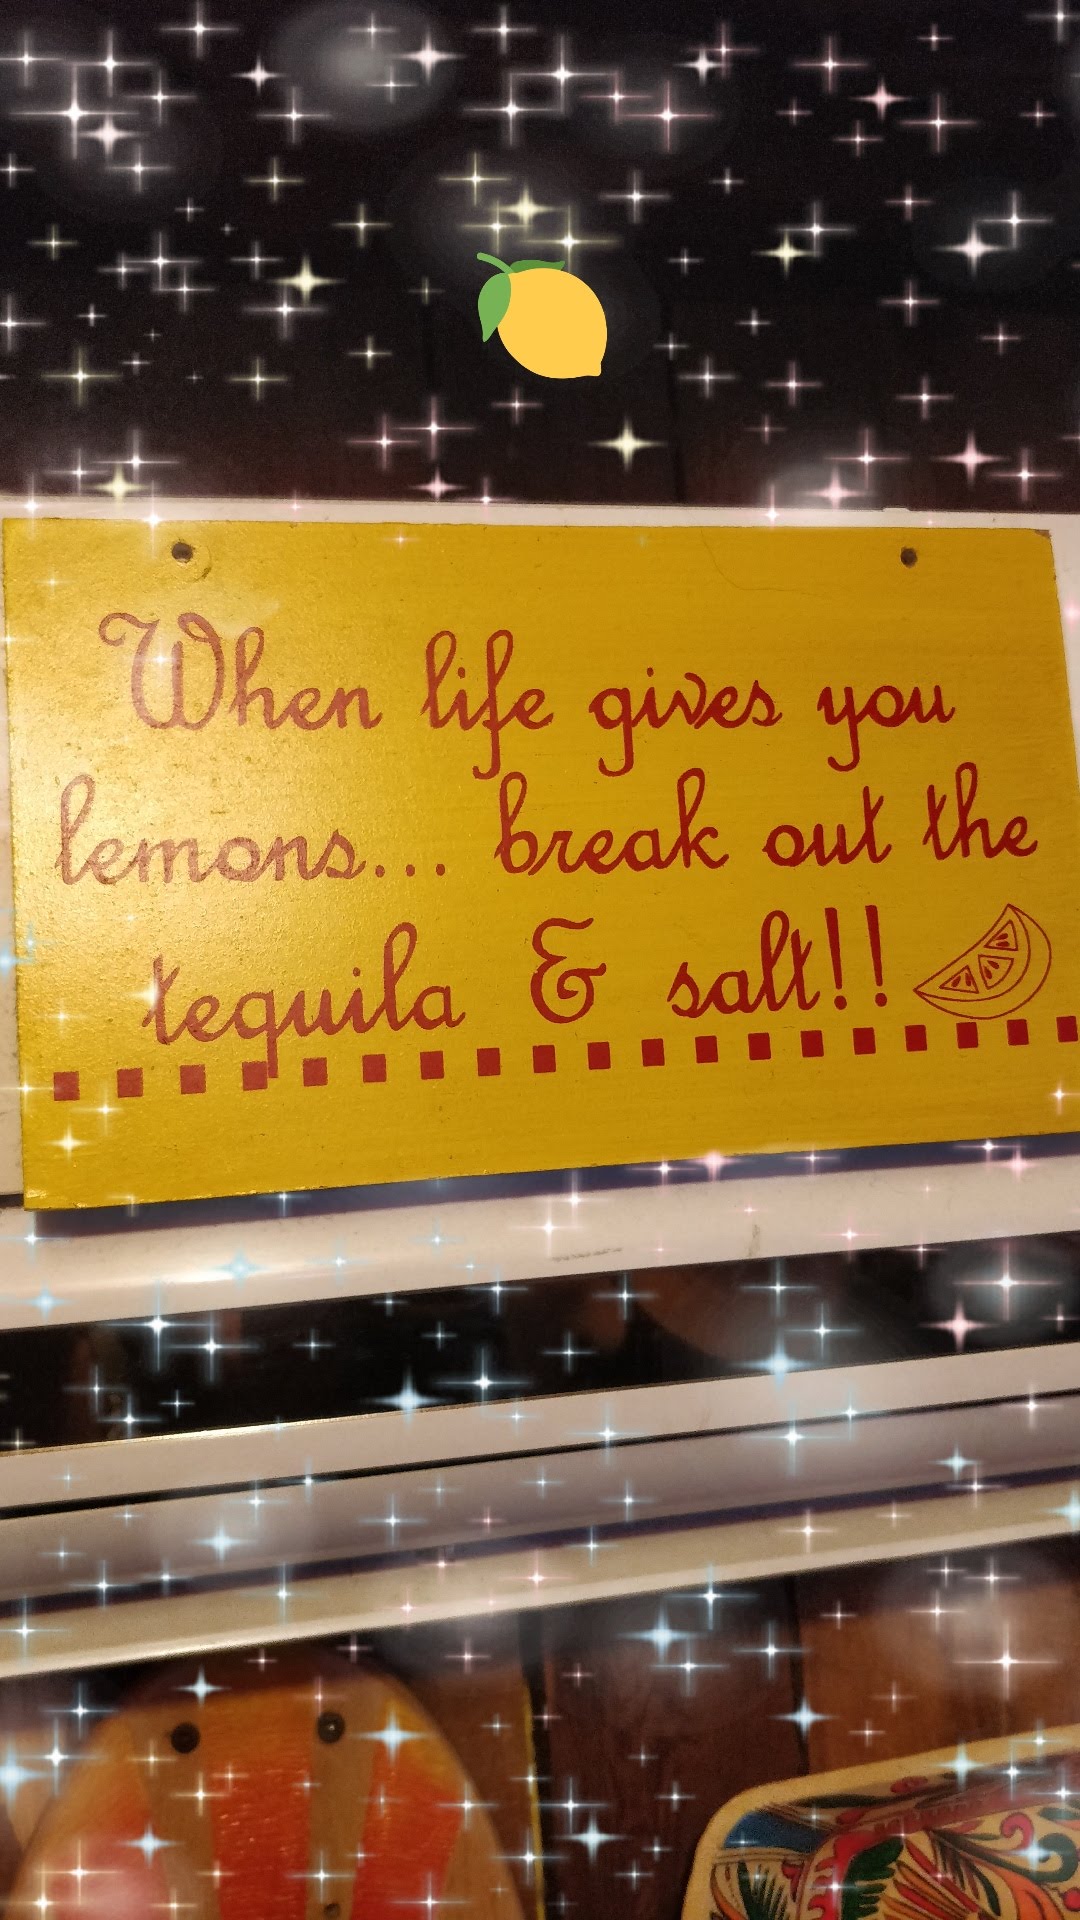 When life gives you
lemons... break out the
tequila & salt!!